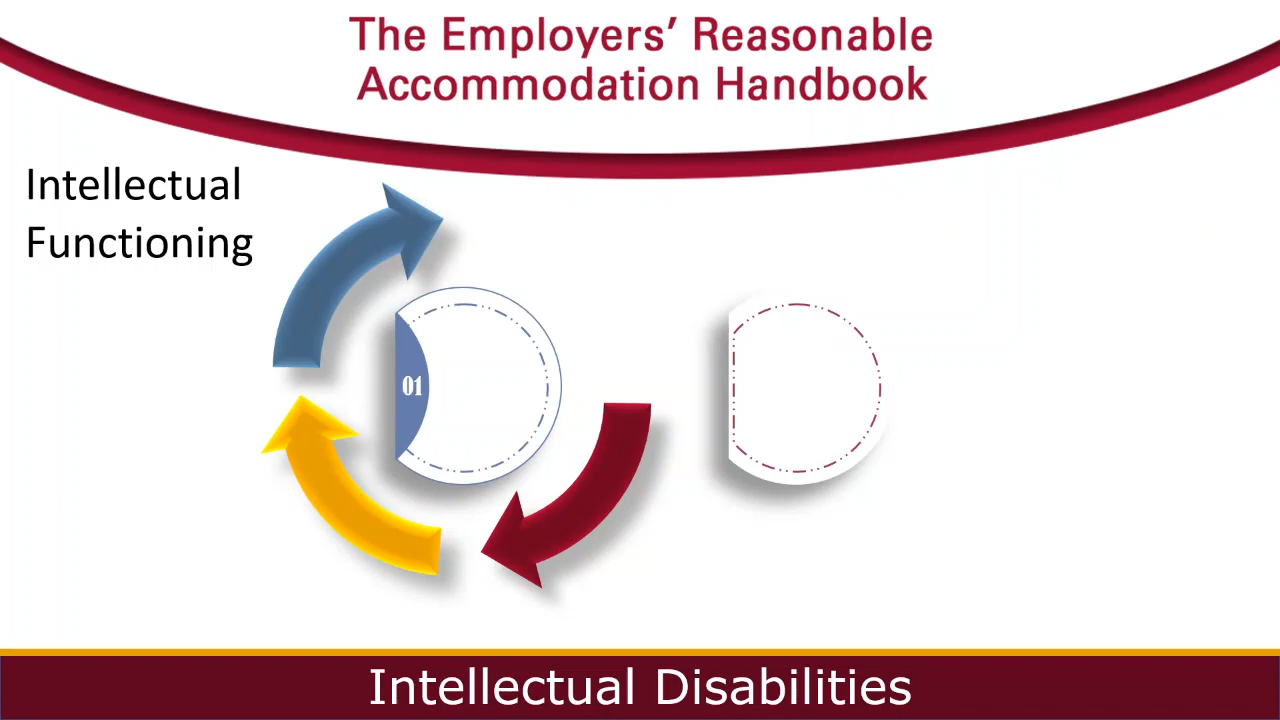 The Employers’ Reasonable
Accommodation Handbook
Intellectual
Functioning
01
Intellectual Disabilities